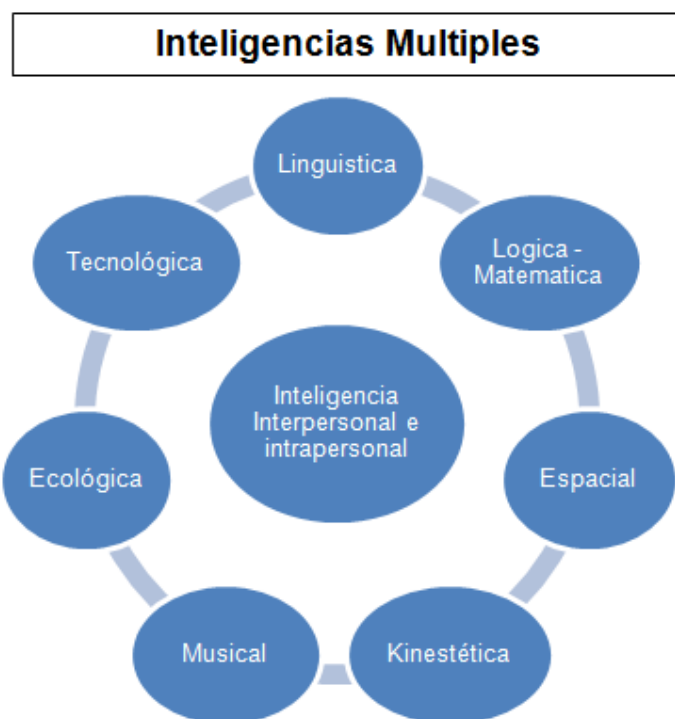 Inteligencias Multiples
Linguistica
Logica -
Matematica
Espacial
Kinestética
Musical
Ecológica
Tecnológica
Inteligencia
Interpersonal e
intrapersonal